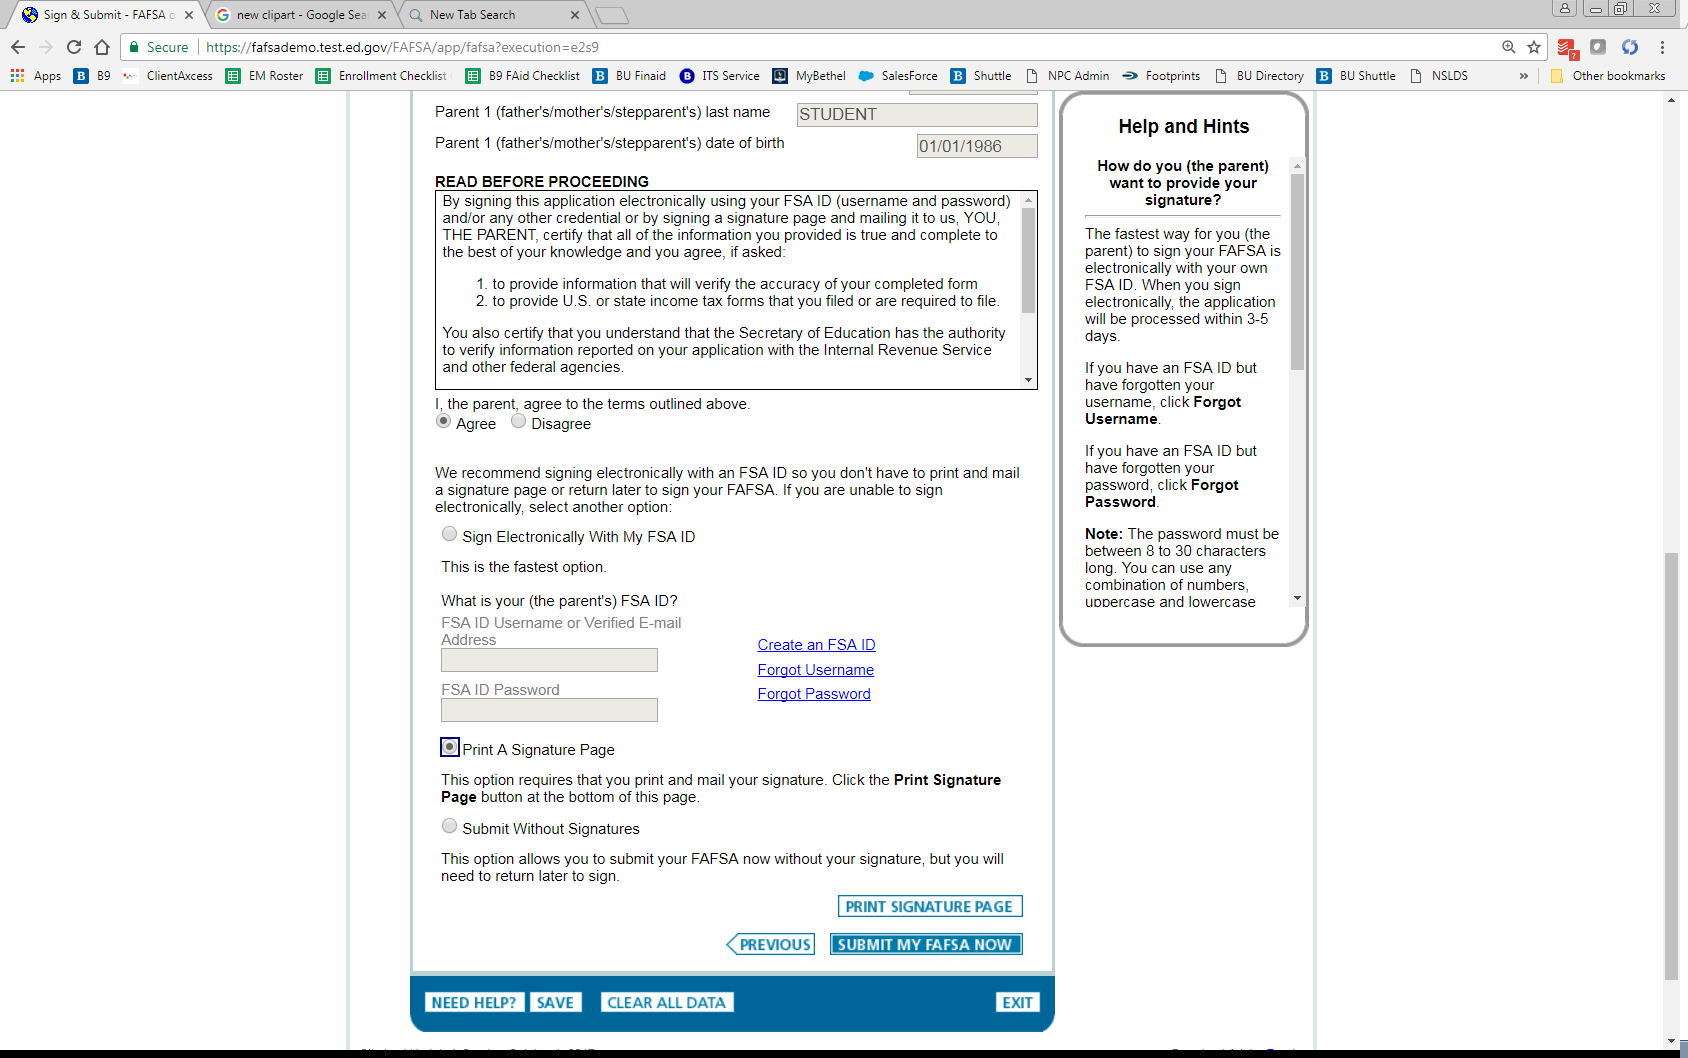 Sign & Submit - FAFSA o
new clipart - Google Sea
New Tab Search
Secure
https://fafsademo.test.ed.gov/FAFSA/app/fafsa?execution=e2s9
Apps
B9
ClientAxcess
EM Roster
Enrollment Checklist
B9 FAid Checklist
BU Finaid
ITS Service
MyBethel
SalesForce
Shuttle
NPC Admin
Footprints
BU Directory
BU Shuttle
NSLDS
»
Other bookmarks
Parent 1 (father's/mother's/stepparent's) last name
STUDENT
Parent 1 (father's/mother's/stepparent's) date of birth
01/01/1986
READ BEFORE PROCEEDING
By signing this application electronically using your FSA ID (username and password)
and/or any other credential or by signing a signature page and mailing it to us, YOU,
THE PARENT, certify that all of the information you provided is true and complete to
the best of your knowledge and you agree, if asked:
1. to provide information that will verify the accuracy of your completed form
2. to provide U.S. or state income tax forms that you filed or are required to file.
You also certify that you understand that the Secretary of Education has the authority
to verify information reported on your application with the Internal Revenue Service
and other federal agencies.
I, the parent, agree to the terms outlined above.
Agree
Disagree
We recommend signing electronically with an FSA ID so you don't have to print and mail
a signature page or return later to sign your FAFSA. If you are unable to sign
electronically, select another option:
Sign Electronically With My FSA ID
This is the fastest option.
What is your (the parent's) FSA ID?
FSA ID Username or Verified E-mail
Address
FSA ID Password
Create an FSA ID
Forgot Username
Forgot Password
Print A Signature Page
This option requires that you print and mail your signature. Click the Print Signature
Page button at the bottom of this page.
Submit Without Signatures
This option allows you to submit your FAFSA now without your signature, but you will
need to return later to sign.
PRINT SIGNATURE PAGE
PREVIOUS
SUBMIT MY FAFSA NOW
NEED HELP?
SAVE
CLEAR ALL DATA
EXIT
Help and Hints
How do you (the parent)
want to provide your
signature?
The fastest way for you (the
parent) to sign your FAFSA is
electronically with your own
FSA ID. When you sign
electronically, the application
will be processed within 3-5
days.
If you have an FSA ID but
have forgotten your
username, click Forgot
Username.
If you have an FSA ID but
have forgotten your
password, click Forgot
Password.
Note: The password must be
between 8 to 30 characters
long. You can use any
combination of numbers,
uppercase and lowercase